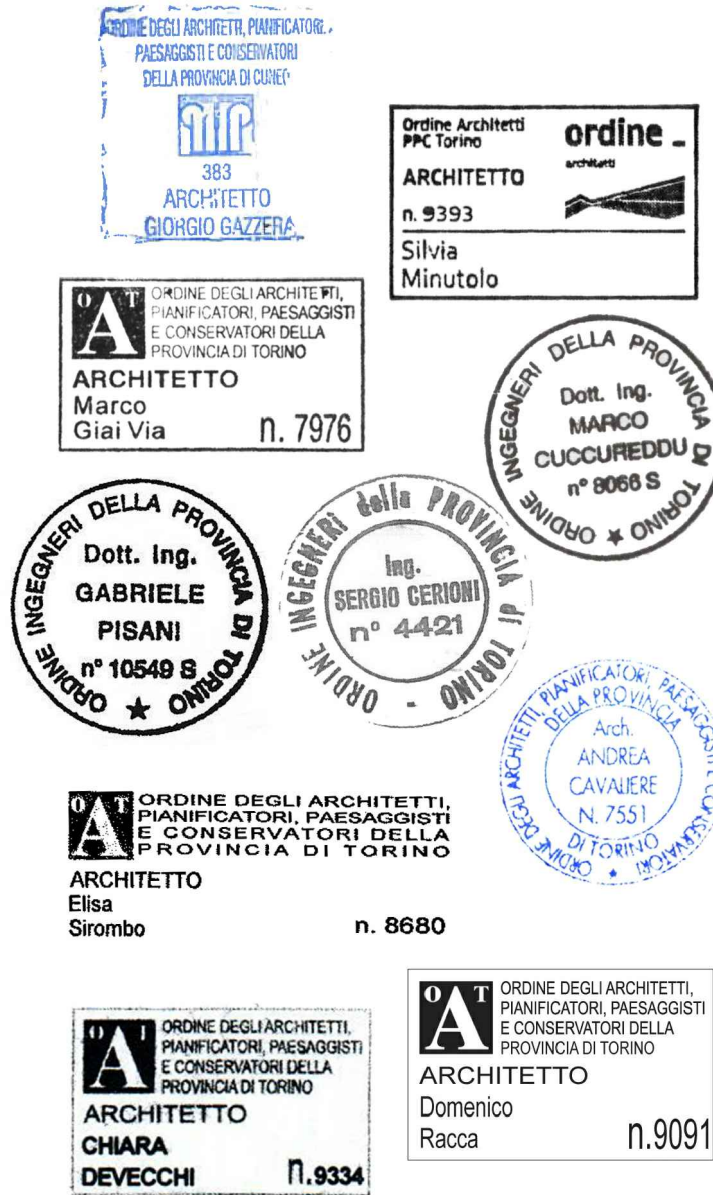 ORDINE DEGLI ARCHITETTI, PIANIFICATORI,
PAESAGGISTI E CONSERVATORI
DELLA PROVINCIA DI CUNEO
383
ARCHITETTO
GIORGIO GAZZERA
Ordine Architetti
PPC Torino
ARCHITETTO
n. 9393
ordine
architetti
Silvia
Minutolo
O A T
ORDINE DEGLI ARCHITETTI,
PIANIFICATORI, PAESAGGISTI
E CONSERVATORI DELLA
PROVINCIA DI TORINO
ARCHITETTO
Marco
Giai Via n. 7976
ORDINE INGEGNERI DELLA PROVINCIA DI TORINO
Dott. Ing.
MARCO
CUCCUREDDU
n° 8066 S
ORDINE INGEGNERI DELLA PROVINCIA DI TORINO
Dott. Ing.
GABRIELE
PISANI
n° 10549 S
ORDINE INGEGNERI della PROVINCIA di TORINO -
Ing.
SERGIO CERIONI
n° 4421
ORDINE DEGLI ARCHITETTI, PIANIFICATORI PAESAGGISTI E CONSERVATORI
DELLA PROVINCIA
Arch.
ANDREA
CAVALIERE
N. 7551
DI TORINO
O A T
ORDINE DEGLI ARCHITETTI,
PIANIFICATORI, PAESAGGISTI
E CONSERVATORI DELLA
PROVINCIA DI TORINO
ARCHITETTO
Elisa
Sirombo n. 8680
O A T
ORDINE DEGLI ARCHITETTI,
PIANIFICATORI, PAESAGGISTI
E CONSERVATORI DELLA
PROVINCIA DI TORINO
ARCHITETTO
CHIARA
DEVECCHI n.9334
O A T
ORDINE DEGLI ARCHITETTI,
PIANIFICATORI, PAESAGGISTI
E CONSERVATORI DELLA
PROVINCIA DI TORINO
ARCHITETTO
Domenico
Racca n.9091